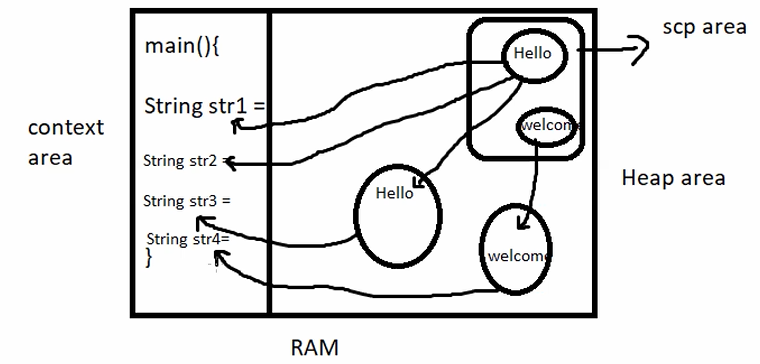 main(){
String str1 =
String str2 =
String str3 =
String str4=
}
context
area
Hello
welcome
Hello
welcome
scp area
Heap area
RAM